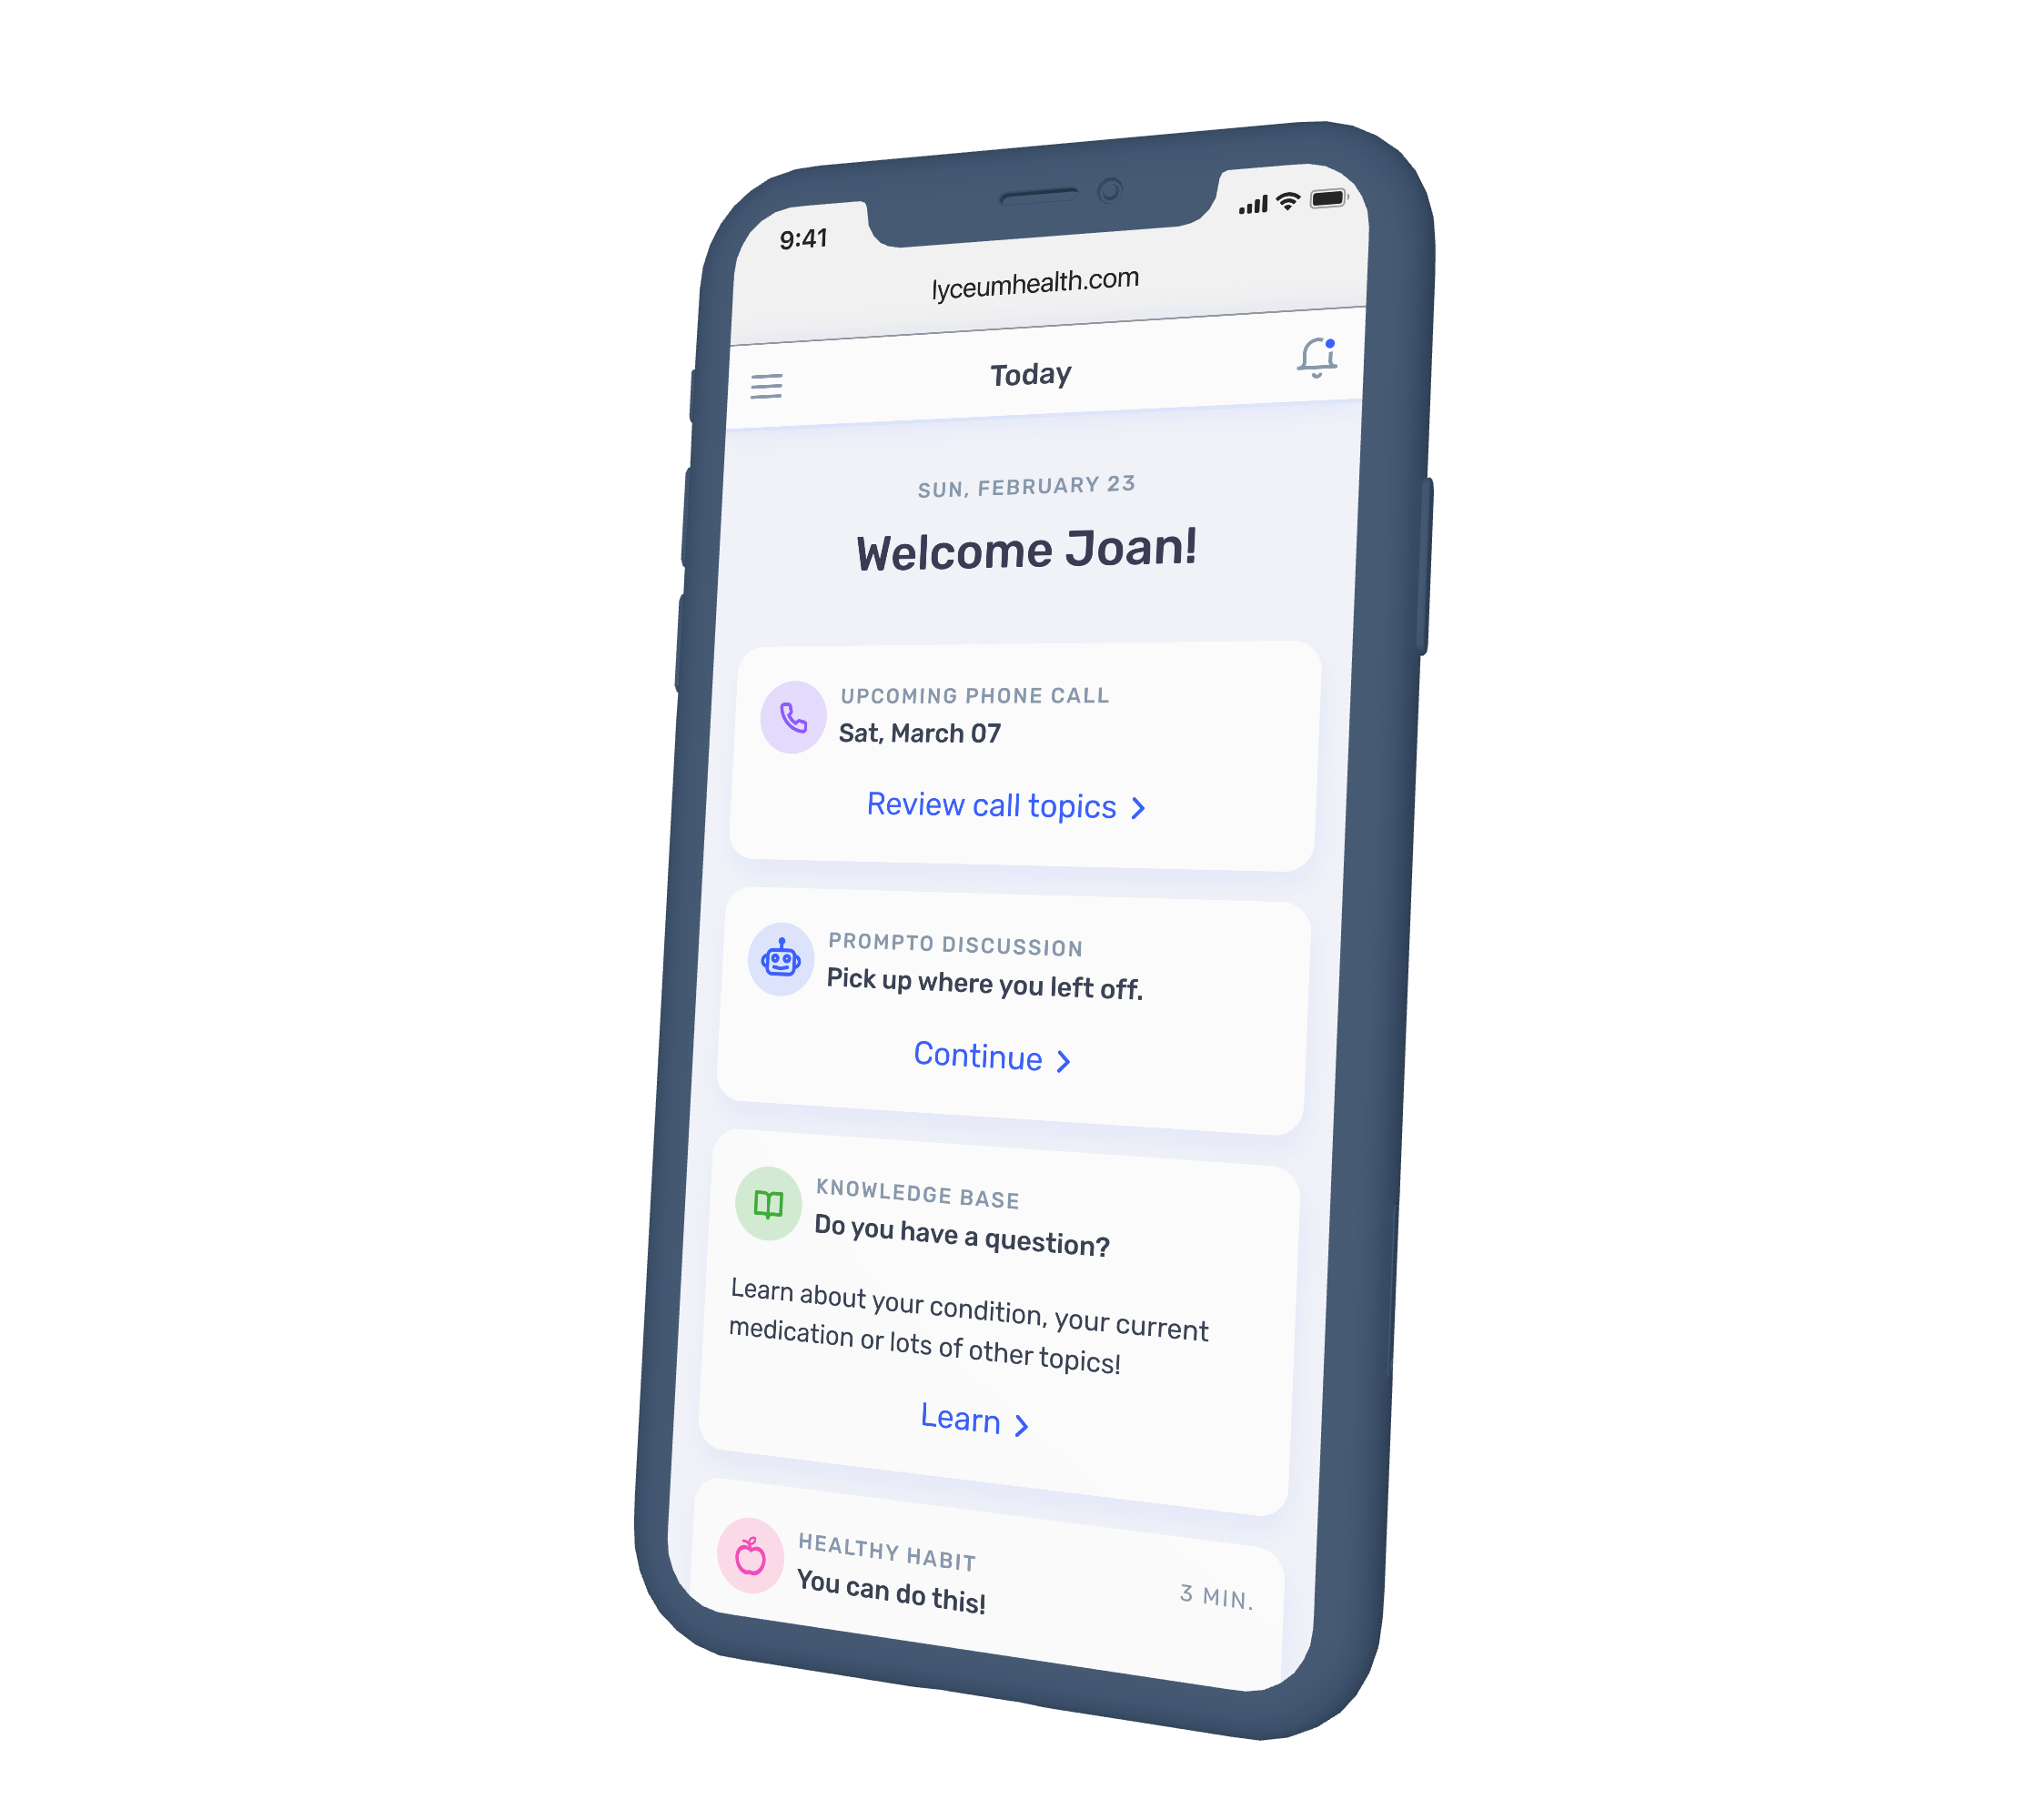 9:41
lyceumhealth.com
Today
SUN, FEBRUARY 23
Welcome Joan!
UPCOMING PHONE CALL
Sat, March 07
Review call topics
PROMPTO DISCUSSION
Pick up where you left off.
Continue
KNOWLEDGE BASE
Do you have a question?
Learn about your condition, your current
medication or lots of other topics!
Learn
HEALTHY HABIT
You can do this!
3 MIN.